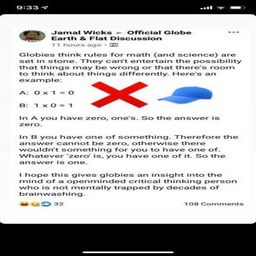 9:33
Jamal Wicks ▸ Official Globe
Earth & Flat Discussion
11 hours ago
Globies think rules for math (and science) are
set in stone. They can't entertain the possibility
that things may be wrong or that there's room
to think about things differently. Here's an
example:
A: 0 x 1 = 0
B: 1 x 0 = 1
In A you have zero, one's. So the answer is
zero.
In B you have one of something. Therefore the
answer cannot be zero, otherwise there
wouldn't something for you to have one of.
Whatever 'zero' is, you have one of it. So the
answer is one.
I hope this gives globies an insight into the
mind of a openminded critical thinking person
who is not mentally trapped by decades of
brainwashing.
32
108 Comments